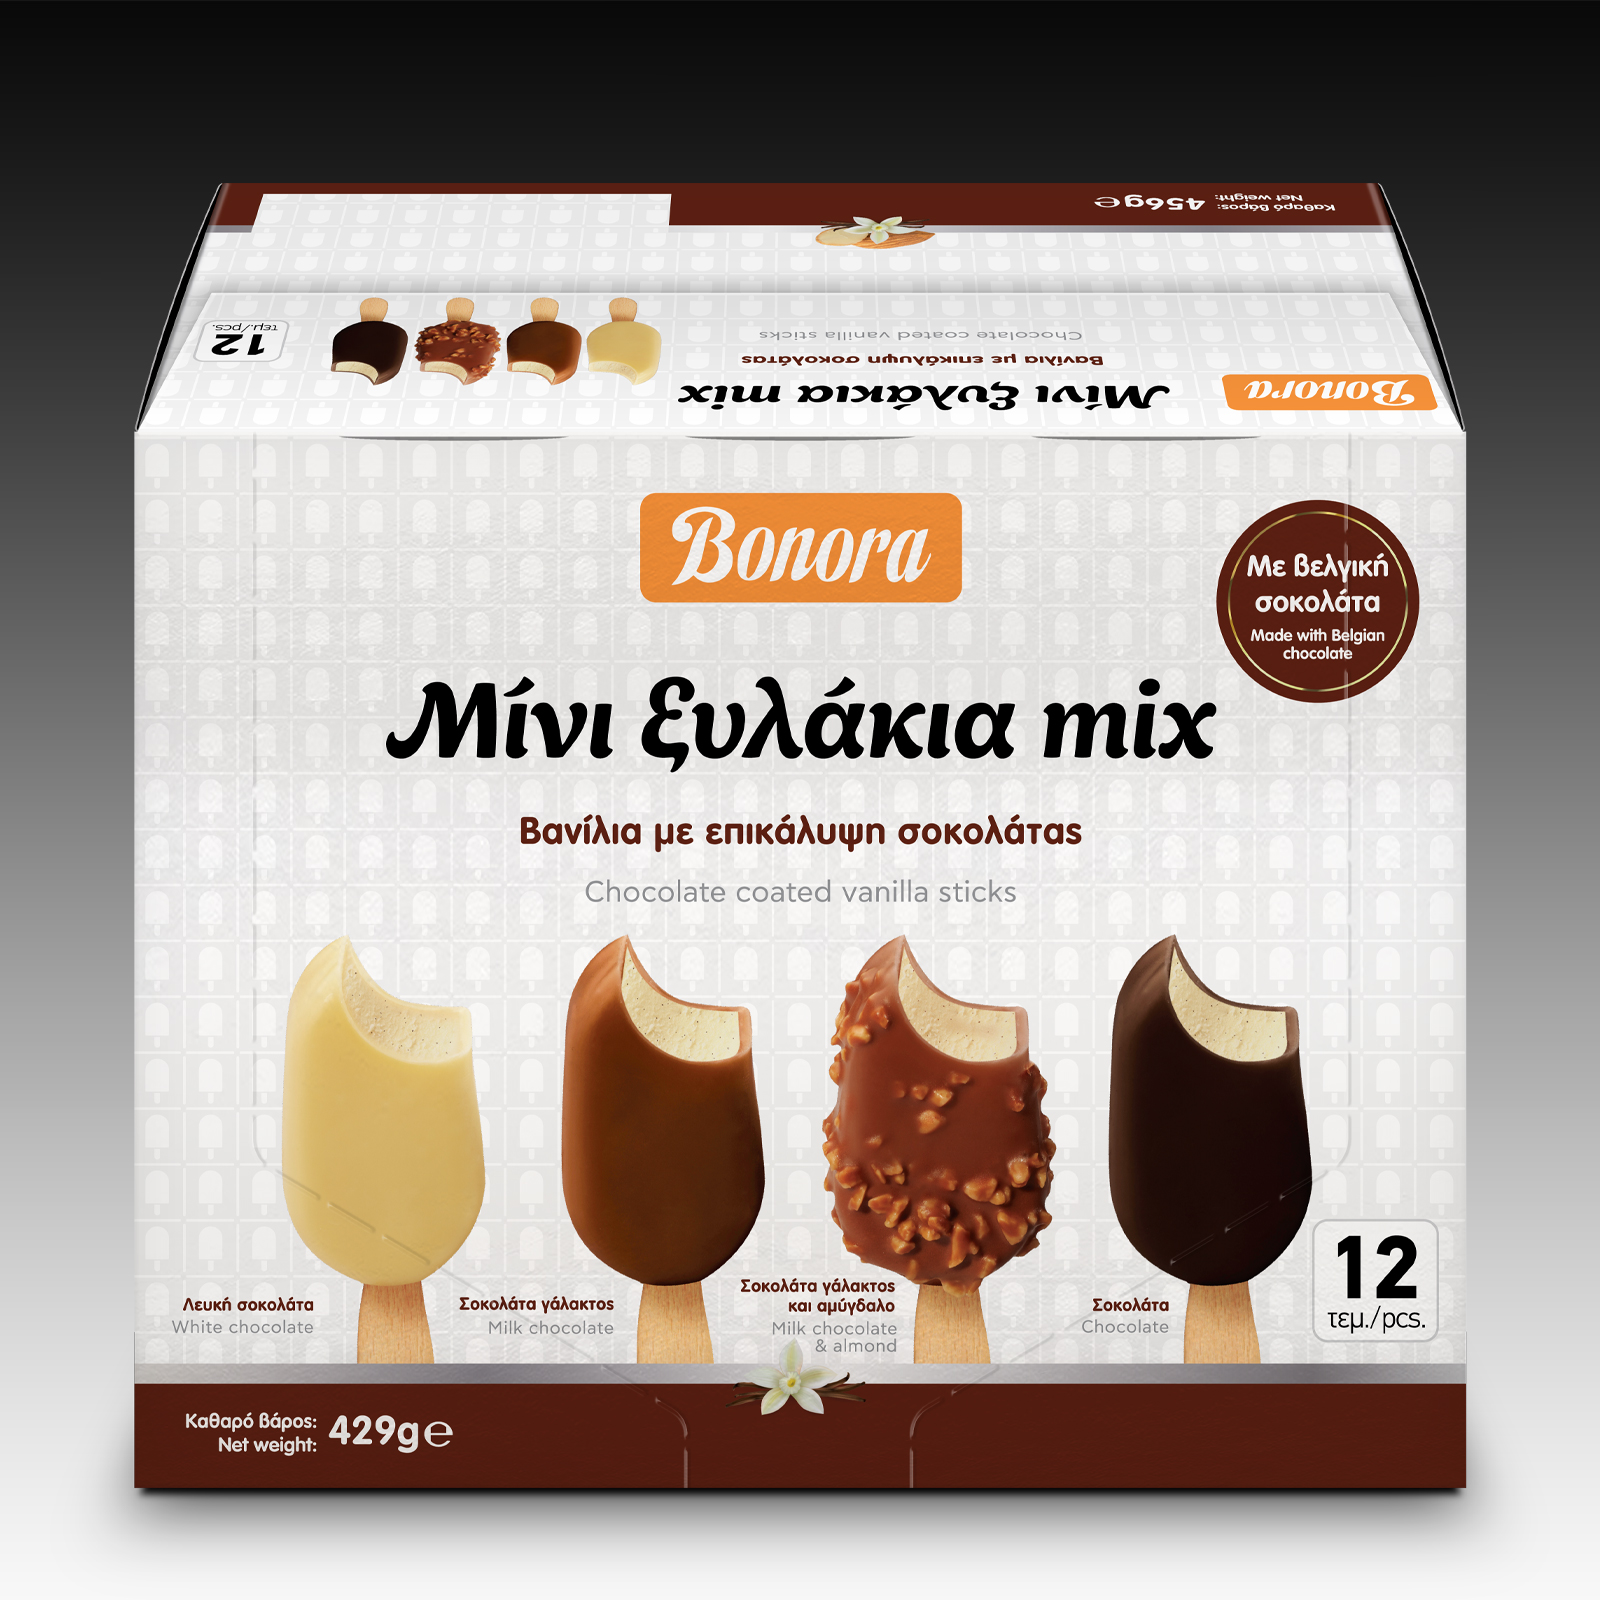 Καθαρό βάρος:
Net weight:
456g℮
12
τεμ./pcs.
Chocolate coated vanilla sticks
Βανίλια με επικάλυψη σοκολάτας
Μίνι ξυλάκια mix
Bonora
Bonora
Με βελγική
σοκολάτα
Made with Belgian
chocolate
Μίνι ξυλάκια mix
Βανίλια με επικάλυψη σοκολάτας
Chocolate coated vanilla sticks
Λευκή σοκολάτα
White chocolate
Σοκολάτα γάλακτος
Milk chocolate
Σοκολάτα γάλακτος
και αμύγδαλο
Milk chocolate
& almond
Σοκολάτα
Chocolate
12
τεμ./pcs.
Καθαρό βάρος:
Net weight:
429g℮